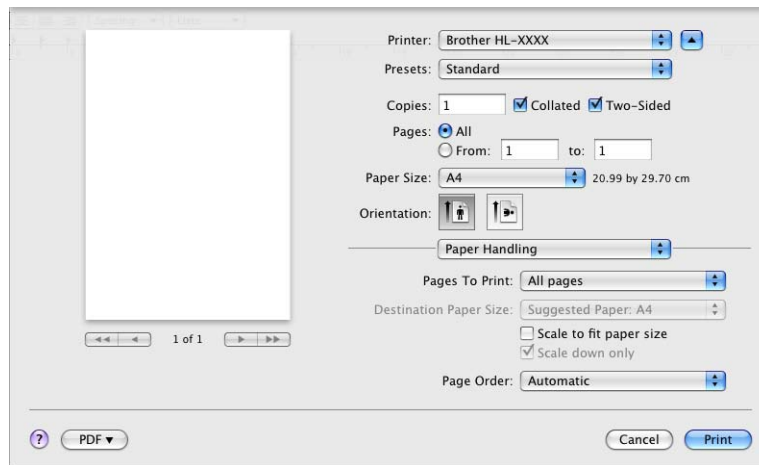 Printer: Brother HL-XXXX
Presets: Standard
Copies: 1 Collated Two-Sided
Pages: All
From: 1 to: 1
Paper Size: A4 20.99 by 29.70 cm
Orientation:
Paper Handling
Pages To Print: All pages
Destination Paper Size: Suggested Paper: A4
1 of 1
Scale to fit paper size
Scale down only
Page Order: Automatic
? PDF Cancel Print